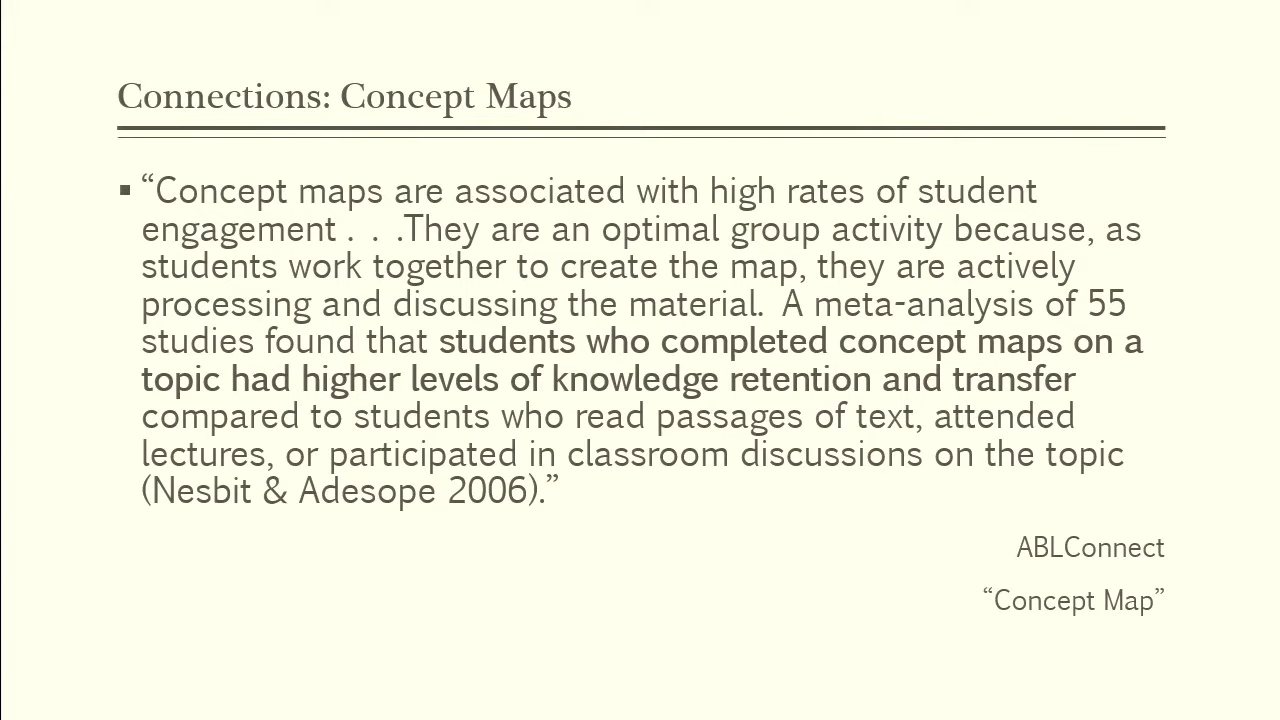 Connections: Concept Maps
▪ “Concept maps are associated with high rates of student
engagement . . .They are an optimal group activity because, as
students work together to create the map, they are actively
processing and discussing the material.  A meta-analysis of 55
studies found that students who completed concept maps on a
topic had higher levels of knowledge retention and transfer
compared to students who read passages of text, attended
lectures, or participated in classroom discussions on the topic
(Nesbit & Adesope 2006).”
ABLConnect
“Concept Map”